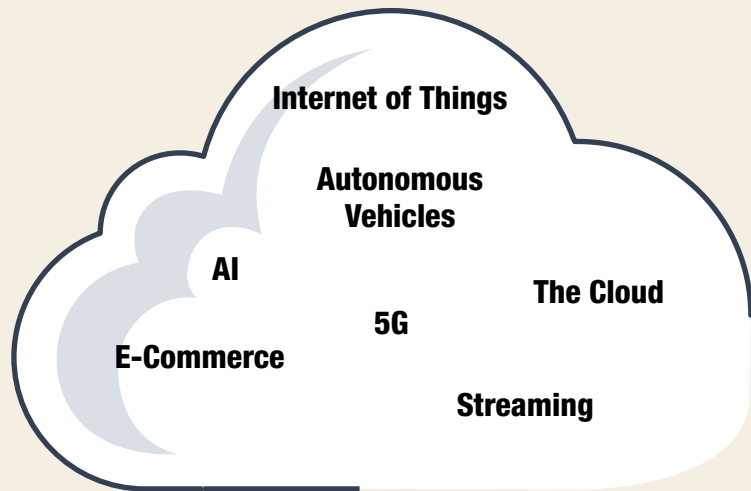 Internet of Things
Autonomous
Vehicles
AI
The Cloud
5G
E-Commerce
Streaming